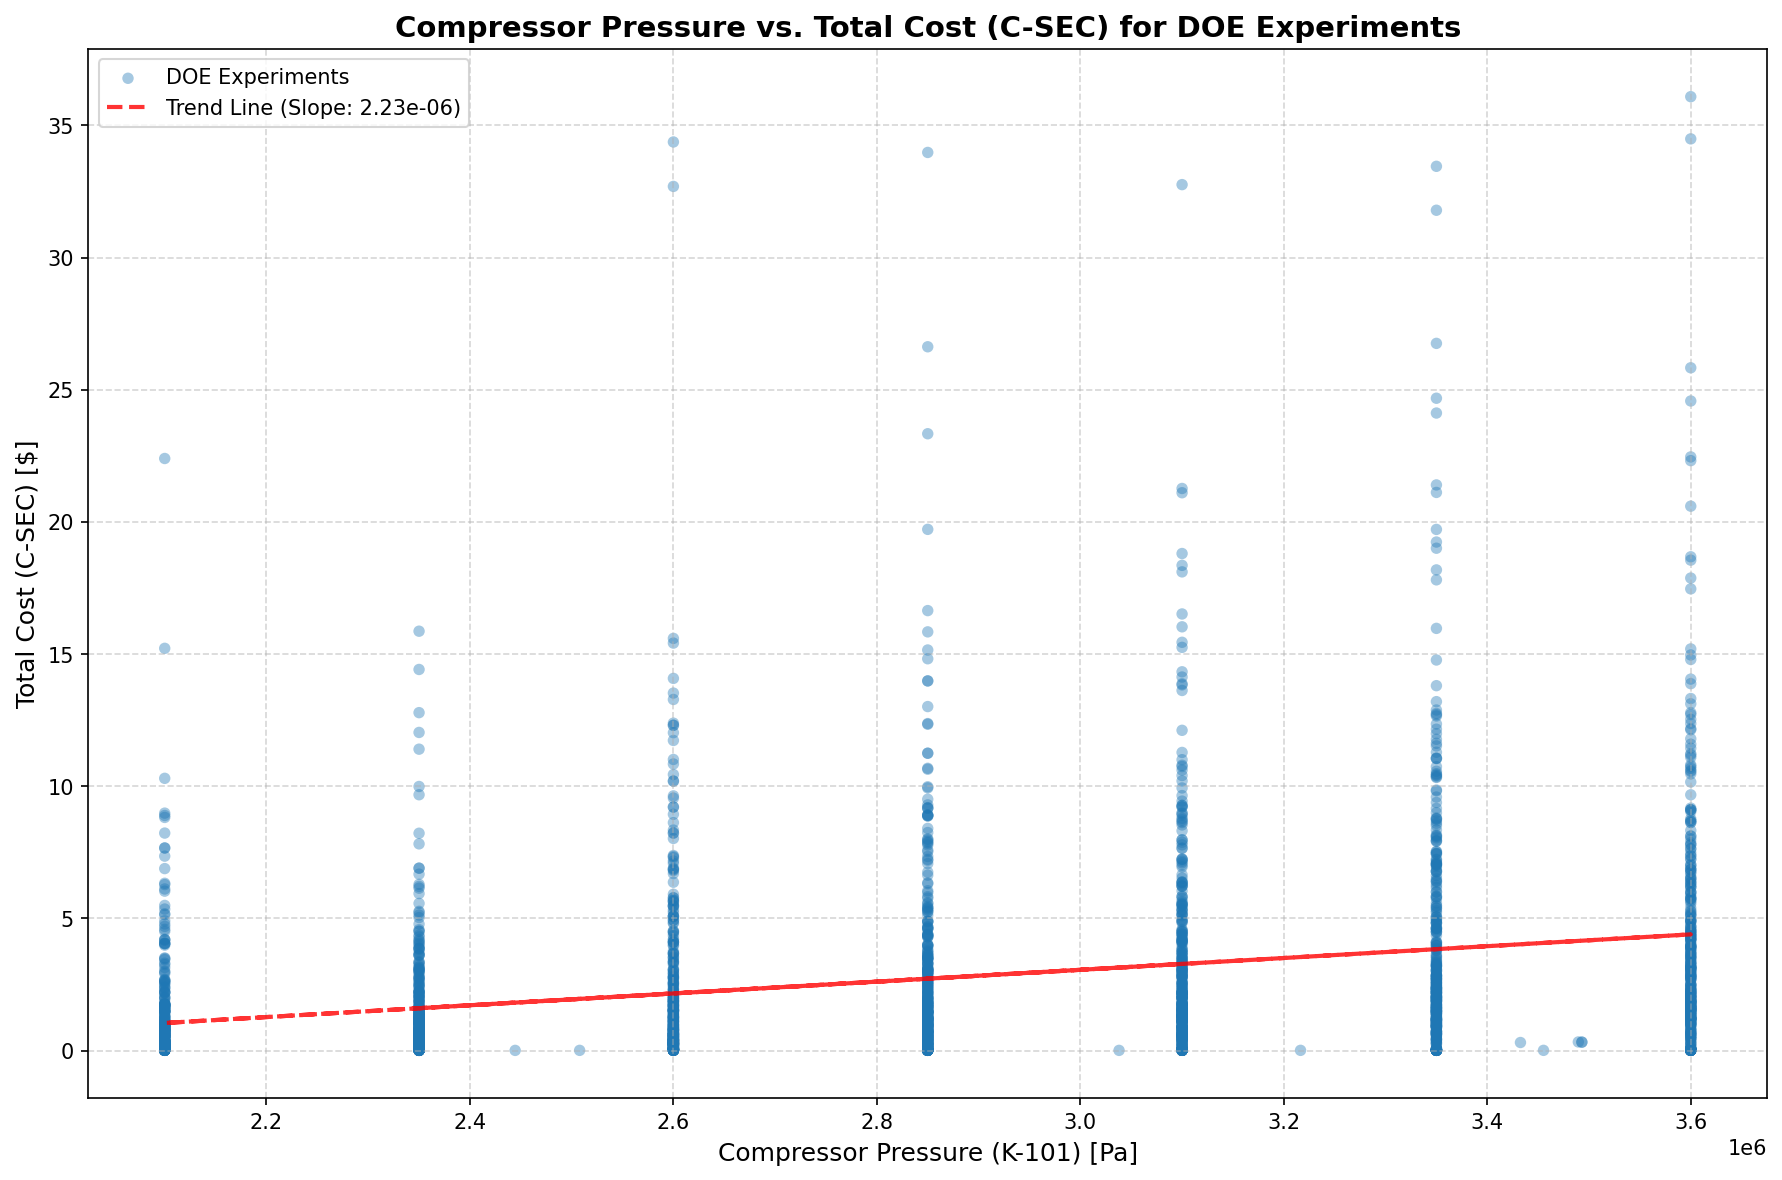 Compressor Pressure vs. Total Cost (C-SEC) for DOE Experiments
DOE Experiments
Trend Line (Slope: 2.23e-06)
Total Cost (C-SEC) [$]
35
30
25
20
15
10
5
0
2.2 2.4 2.6 2.8 3.0 3.2 3.4 3.6
1e6
Compressor Pressure (K-101) [Pa]